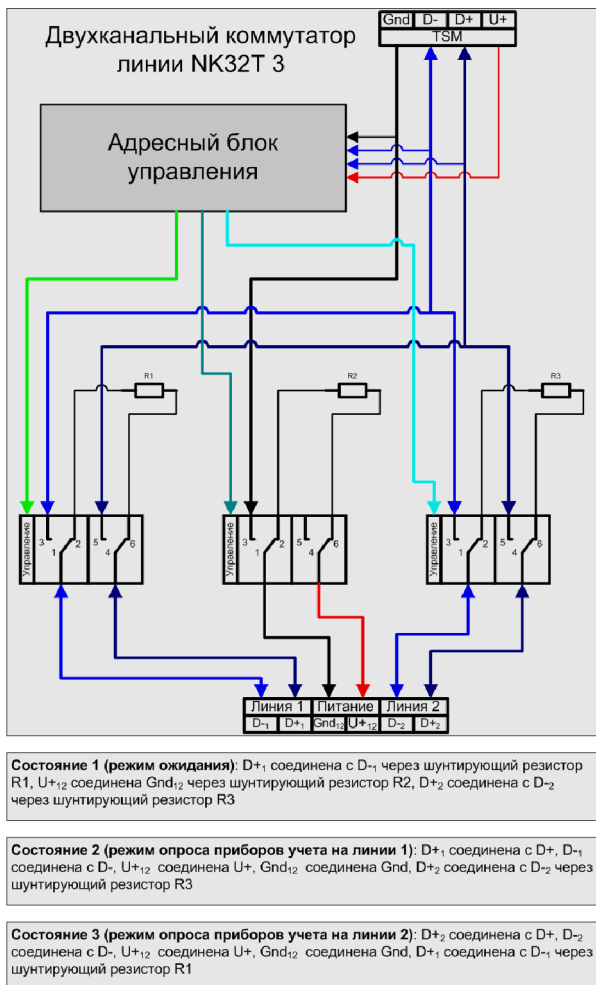 Gnd D- D+ U+
TSM
Двухканальный коммутатор
линии NK32T 3
Адресный блок
управления
R1
R2
R3
Управление
3
1
2
5
4
6
Управление
3
1
2
5
4
6
Управление
3
1
2
5
4
6
Линия 1 Питание Линия 2
D-₁ D+₁ Gnd₁₂ U+₁₂ D-₂ D+₂
Состояние 1 (режим ожидания): D+₁ соединена с D-₁ через шунтирующий резистор
R1, U+₁₂ соединена Gnd₁₂ через шунтирующий резистор R2, D+₂ соединена с D-₂
через шунтирующий резистор R3
Состояние 2 (режим опроса приборов учета на линии 1): D+₁ соединена с D+, D-₁
соединена с D-, U+₁₂ соединена U+, Gnd₁₂ соединена Gnd, D+₂ соединена с D-₂ через
шунтирующий резистор R3
Состояние 3 (режим опроса приборов учета на линии 2): D+₂ соединена с D+, D-₂
соединена с D-, U+₁₂ соединена U+, Gnd₁₂ соединена Gnd, D+₁ соединена с D-₁ через
шунтирующий резистор R1